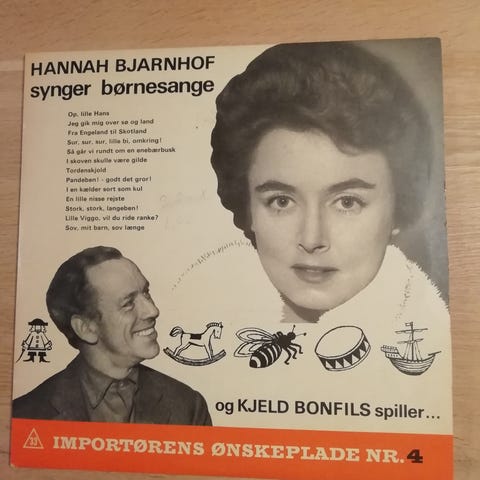 HANNAH BJARNHOF
synger børnesange
Op, lille Hans
Jeg gik mig over sø og land
Fra Engeland til Skotland
Sur, sur, sur, lille bi, omkring!
Så går vi rundt om en enebærbusk
I skoven skulle være gilde
Tordenskjold
Pandeben! - godt det gror!
I en kælder sort som kul
En lille nisse rejste
Stork, stork, langeben!
Lille Viggo, vil du ride ranke?
Sov, mit barn, sov længe
og KJELD BONFILS spiller...
33 IMPORTØRENS ØNSKEPLADE NR. 4